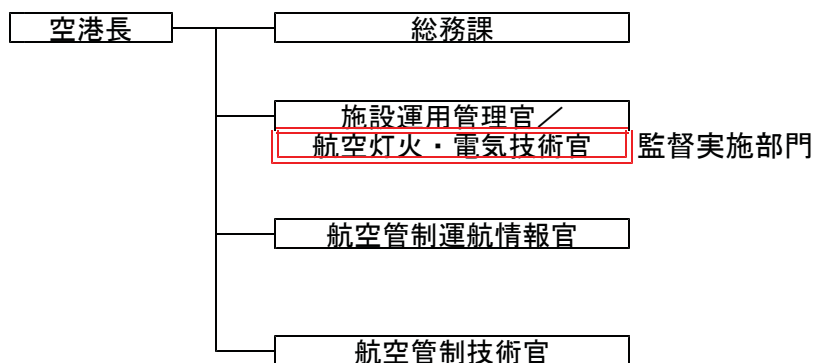 空港長
総務課
施設運用管理官／
航空灯火・電気技術官
監督実施部門
航空管制運航情報官
航空管制技術官